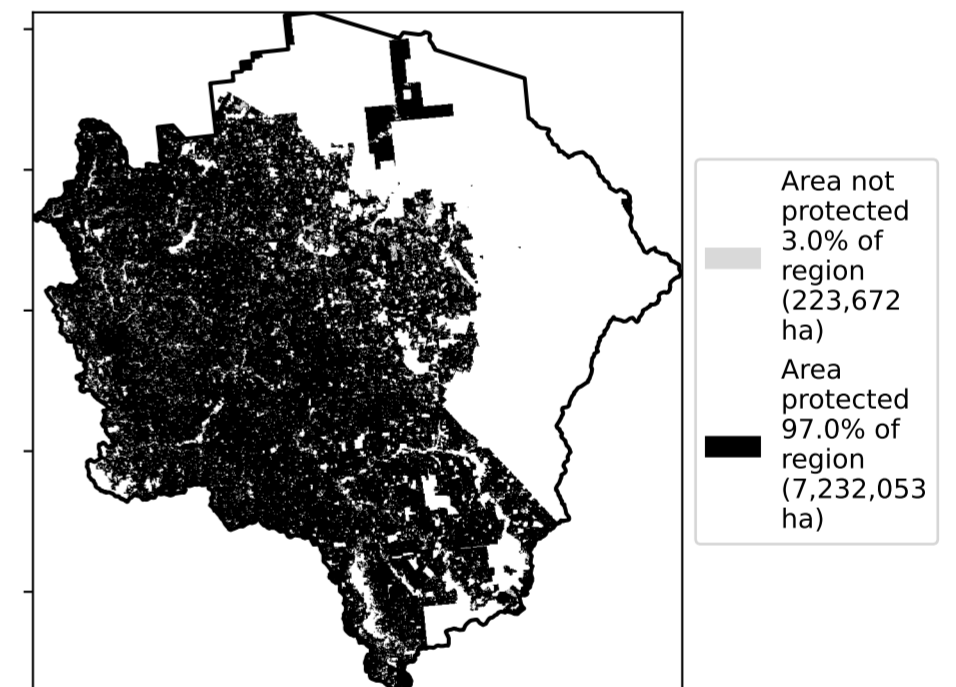 Area not
protected
3.0% of
region
(223,672
ha)
Area
protected
97.0% of
region
(7,232,053
ha)